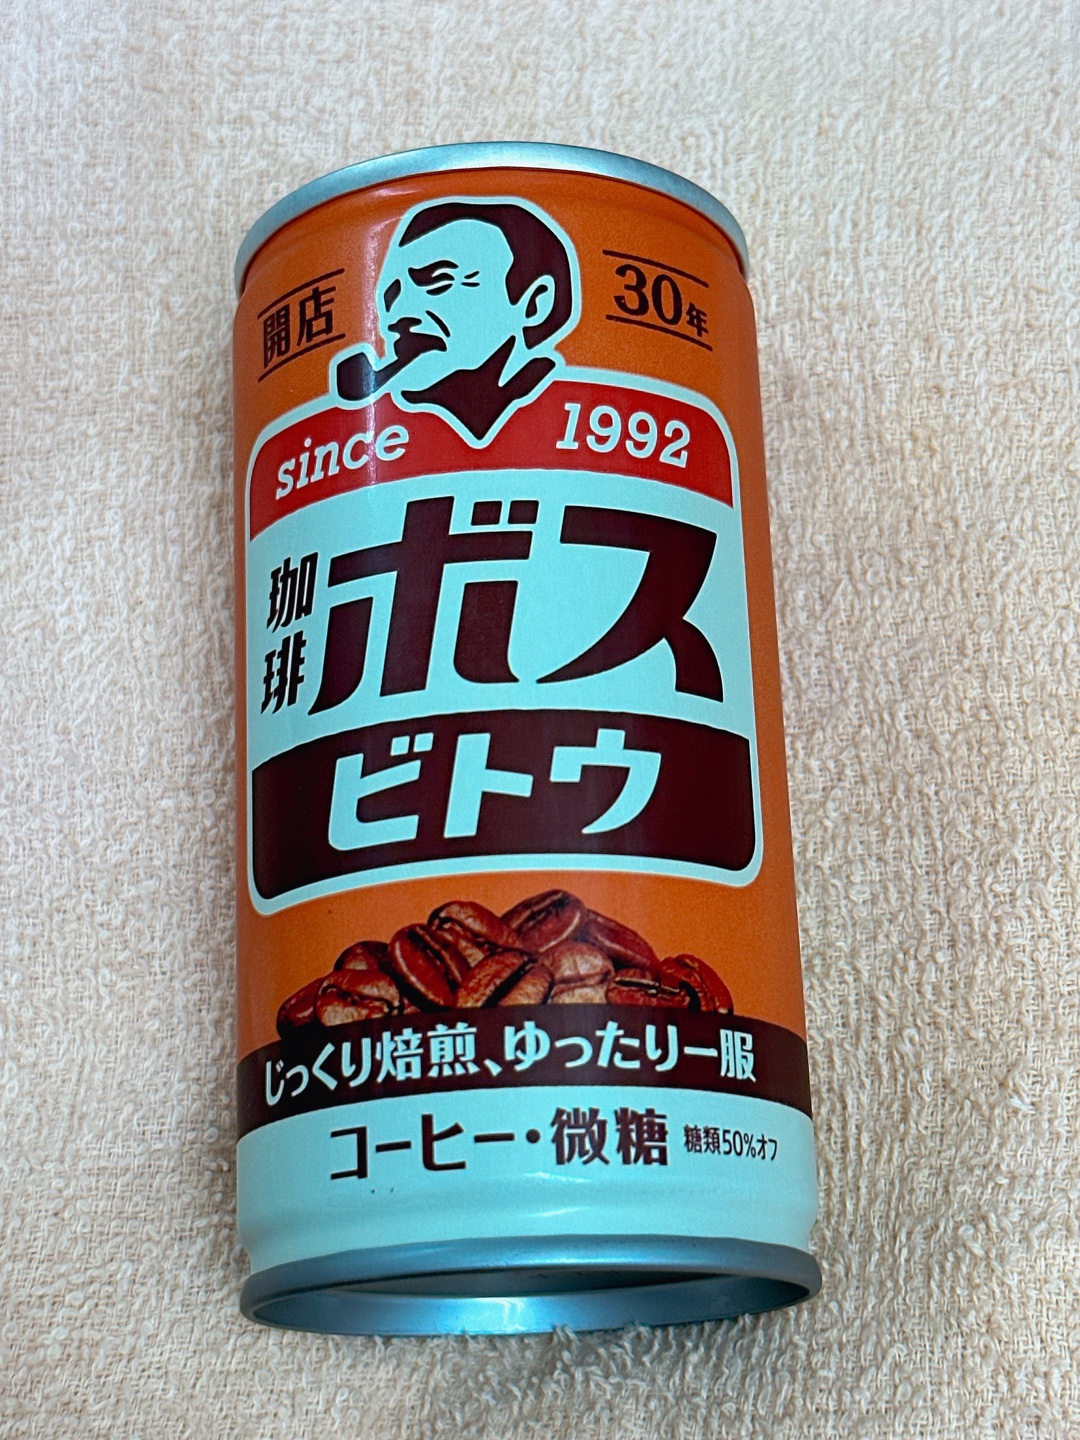 開店
30年
since 1992
珈琲
ボス
ビトウ
じっくり焙煎、ゆったり一服
コーヒー・微糖 糖類50%オフ